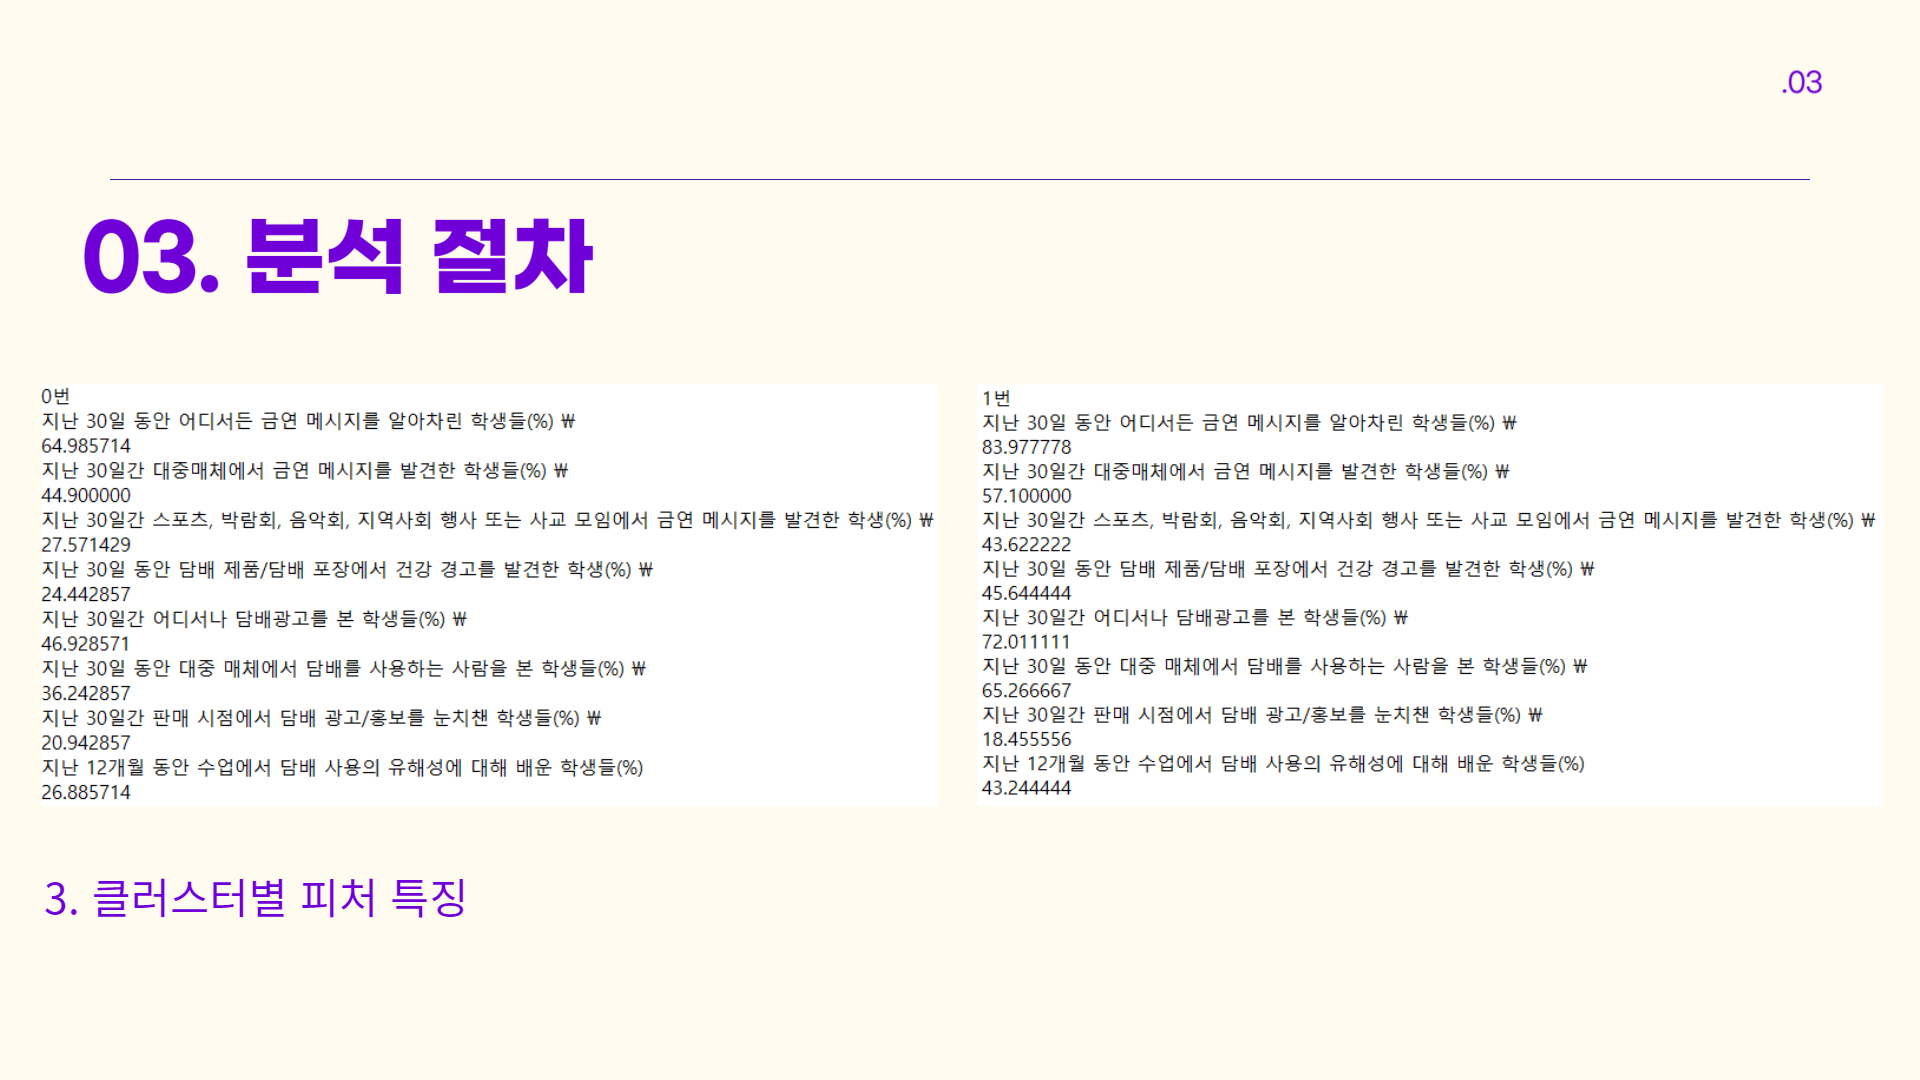 .03
03. 분석 절차
0번
지난 30일 동안 어디서든 금연 메시지를 알아차린 학생들(%) ₩
64.985714
지난 30일간 대중매체에서 금연 메시지를 발견한 학생들(%) ₩
44.900000
지난 30일간 스포츠, 박람회, 음악회, 지역사회 행사 또는 사교 모임에서 금연 메시지를 발견한 학생(%) ₩
27.571429
지난 30일 동안 담배 제품/담배 포장에서 건강 경고를 발견한 학생(%) ₩
24.442857
지난 30일간 어디서나 담배광고를 본 학생들(%) ₩
46.928571
지난 30일 동안 대중 매체에서 담배를 사용하는 사람을 본 학생들(%) ₩
36.242857
지난 30일간 판매 시점에서 담배 광고/홍보를 눈치챈 학생들(%) ₩
20.942857
지난 12개월 동안 수업에서 담배 사용의 유해성에 대해 배운 학생들(%)
26.885714
1번
지난 30일 동안 어디서든 금연 메시지를 알아차린 학생들(%) ₩
83.977778
지난 30일간 대중매체에서 금연 메시지를 발견한 학생들(%) ₩
57.100000
지난 30일간 스포츠, 박람회, 음악회, 지역사회 행사 또는 사교 모임에서 금연 메시지를 발견한 학생(%) ₩
43.622222
지난 30일 동안 담배 제품/담배 포장에서 건강 경고를 발견한 학생(%) ₩
45.644444
지난 30일간 어디서나 담배광고를 본 학생들(%) ₩
72.011111
지난 30일 동안 대중 매체에서 담배를 사용하는 사람을 본 학생들(%) ₩
65.266667
지난 30일간 판매 시점에서 담배 광고/홍보를 눈치챈 학생들(%) ₩
18.455556
지난 12개월 동안 수업에서 담배 사용의 유해성에 대해 배운 학생들(%)
43.244444
3. 클러스터별 피처 특징